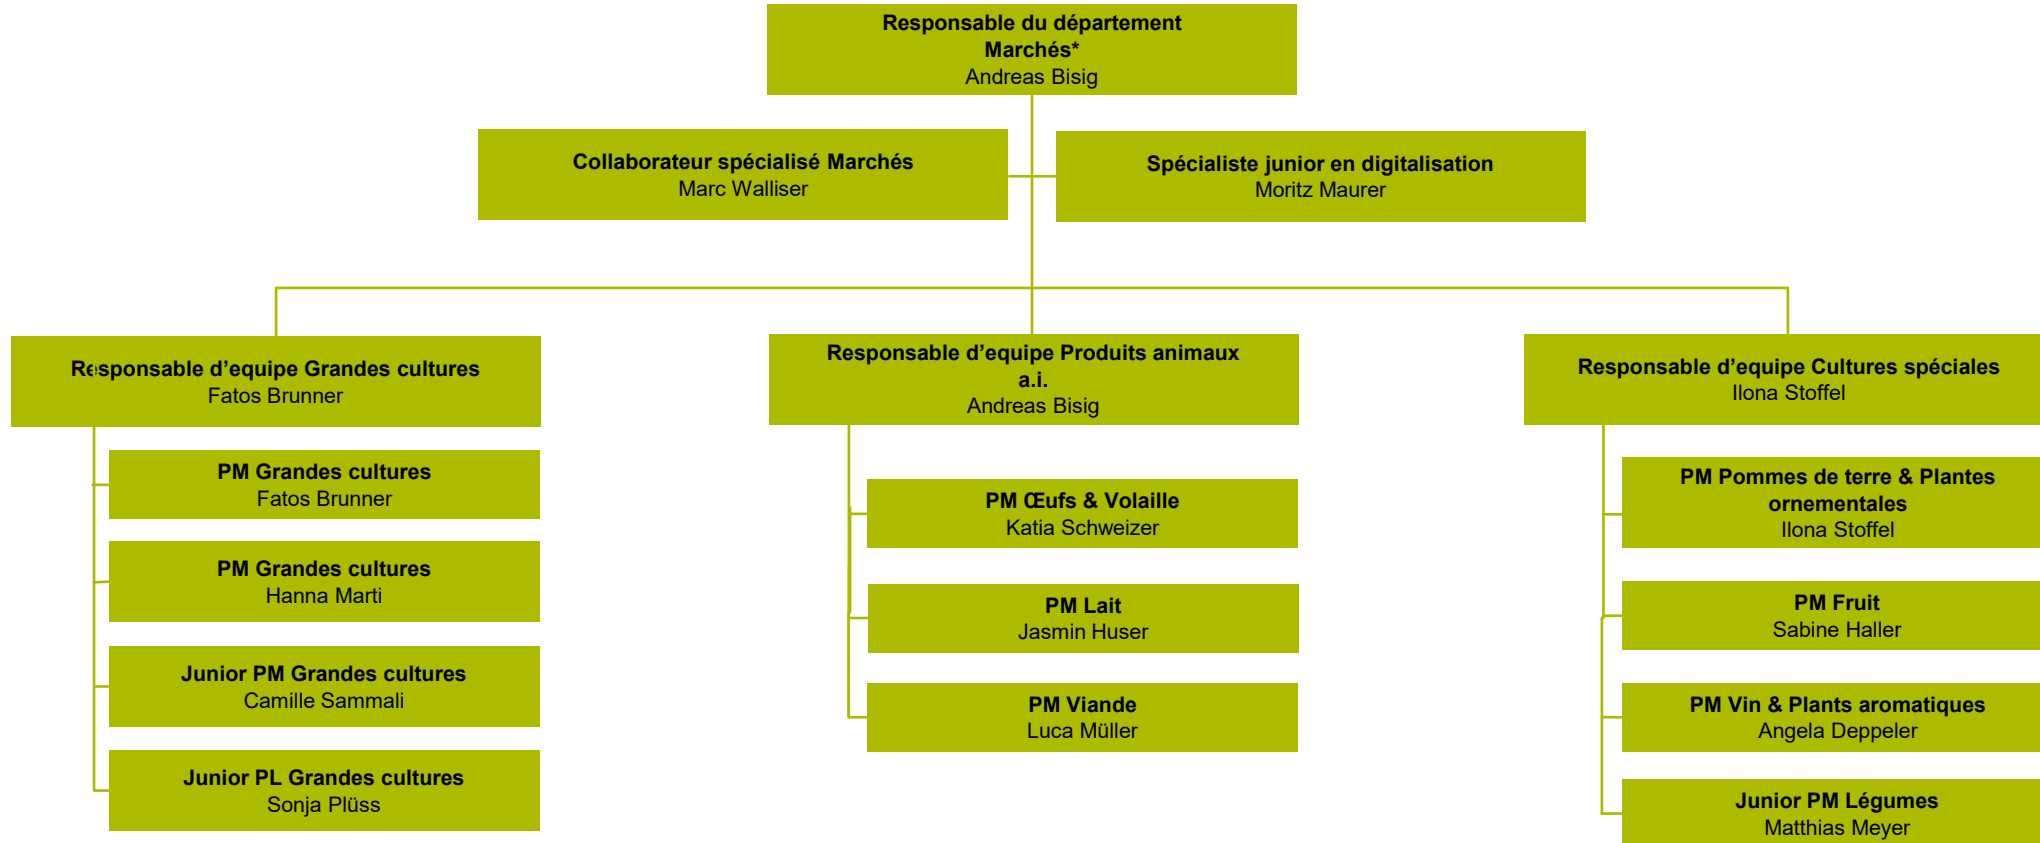 Responsable du département
Marchés*
Andreas Bisig
Collaborateur spécialisé Marchés
Marc Walliser
Spécialiste junior en digitalisation
Moritz Maurer
Responsable d’equipe Grandes cultures
Fatos Brunner
PM Grandes cultures
Fatos Brunner
PM Grandes cultures
Hanna Marti
Junior PM Grandes cultures
Camille Sammali
Junior PL Grandes cultures
Sonja Plüss
Responsable d’equipe Produits animaux
a.i.
Andreas Bisig
PM Œufs & Volaille
Katia Schweizer
PM Lait
Jasmin Huser
PM Viande
Luca Müller
Responsable d’equipe Cultures spéciales
Ilona Stoffel
PM Pommes de terre & Plantes
ornementales
Ilona Stoffel
PM Fruit
Sabine Haller
PM Vin & Plants aromatiques
Angela Deppeler
Junior PM Légumes
Matthias Meyer